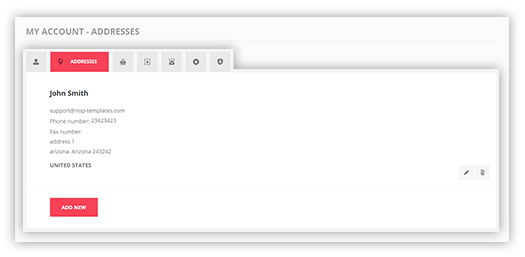 MY ACCOUNT - ADDRESSES
ADDRESSES
John Smith
support@nop-templates.com
Phone number: 23423423
Fax number:
address 1
arizona, Arizona 243242
UNITED STATES
ADD NEW